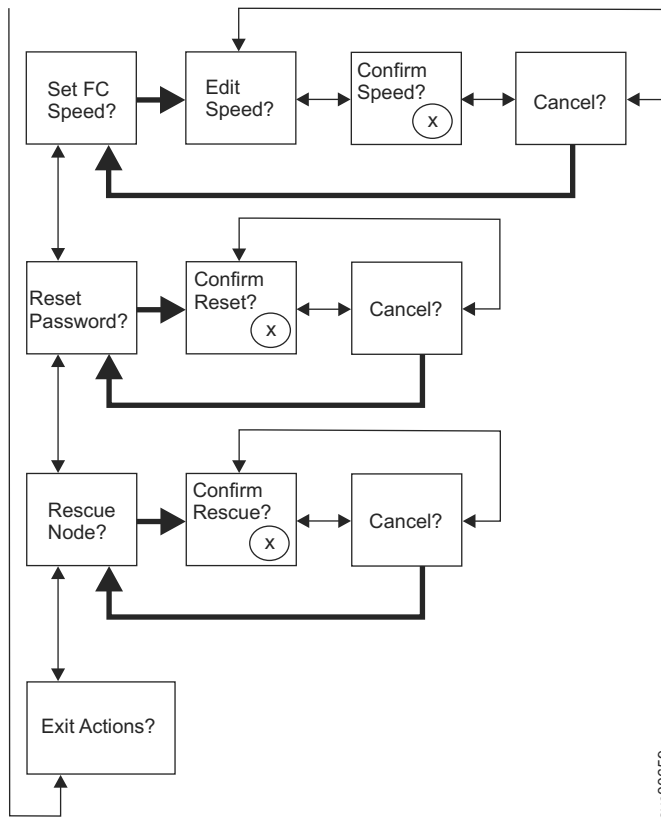 Set FC
Speed?
Edit
Speed?
Confirm
Speed?
x
Cancel?
Reset
Password?
Confirm
Reset?
x
Cancel?
Rescue
Node?
Confirm
Rescue?
x
Cancel?
Exit Actions?